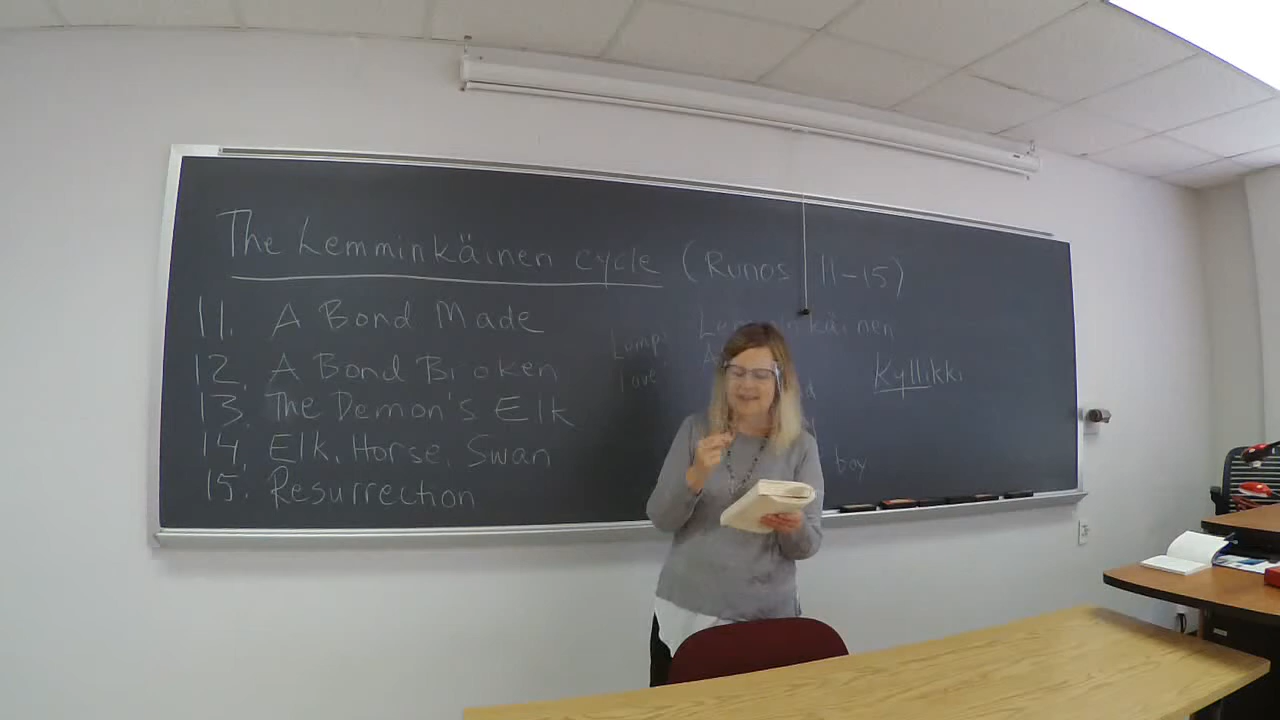 The Lemminkäinen cycle (Runos 11-15)
11. A Bond Made
12. A Bond Broken
13. The Demon's Elk
14. Elk, Horse, Swan
15. Resurrection
Lemminkäinen
Kyllikki
boy